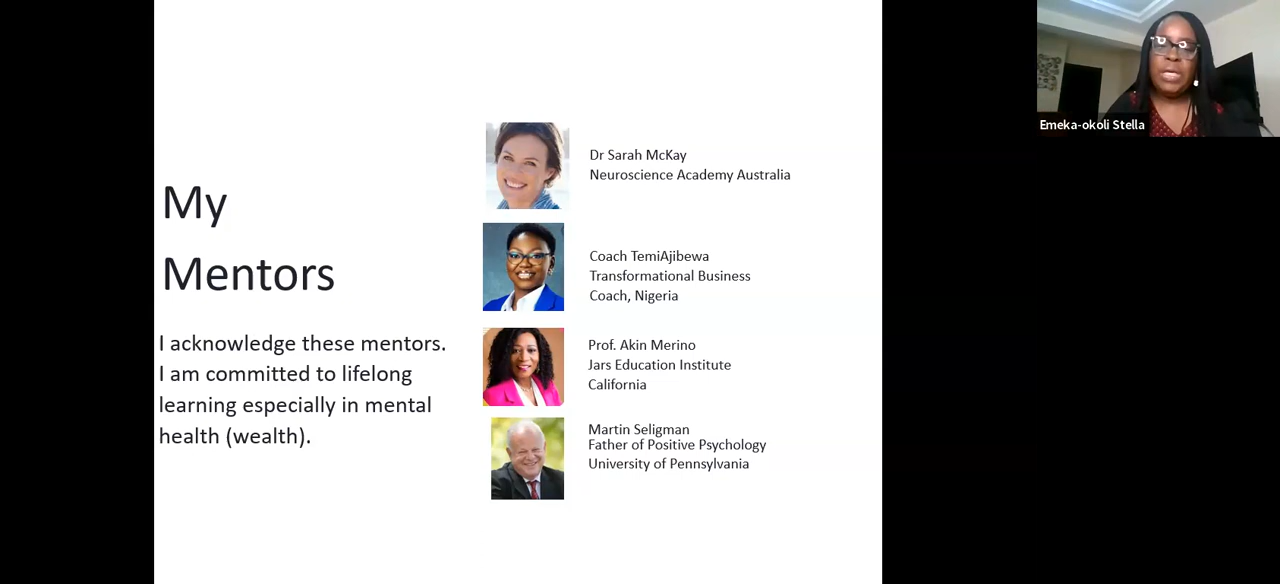 My
Mentors
I acknowledge these mentors.
I am committed to lifelong
learning especially in mental
health (wealth).
Dr Sarah McKay
Neuroscience Academy Australia
Coach TemiAjibewa
Transformational Business
Coach, Nigeria
Prof. Akin Merino
Jars Education Institute
California
Martin Seligman
Father of Positive Psychology
University of Pennsylvania
Emeka-okoli Stella